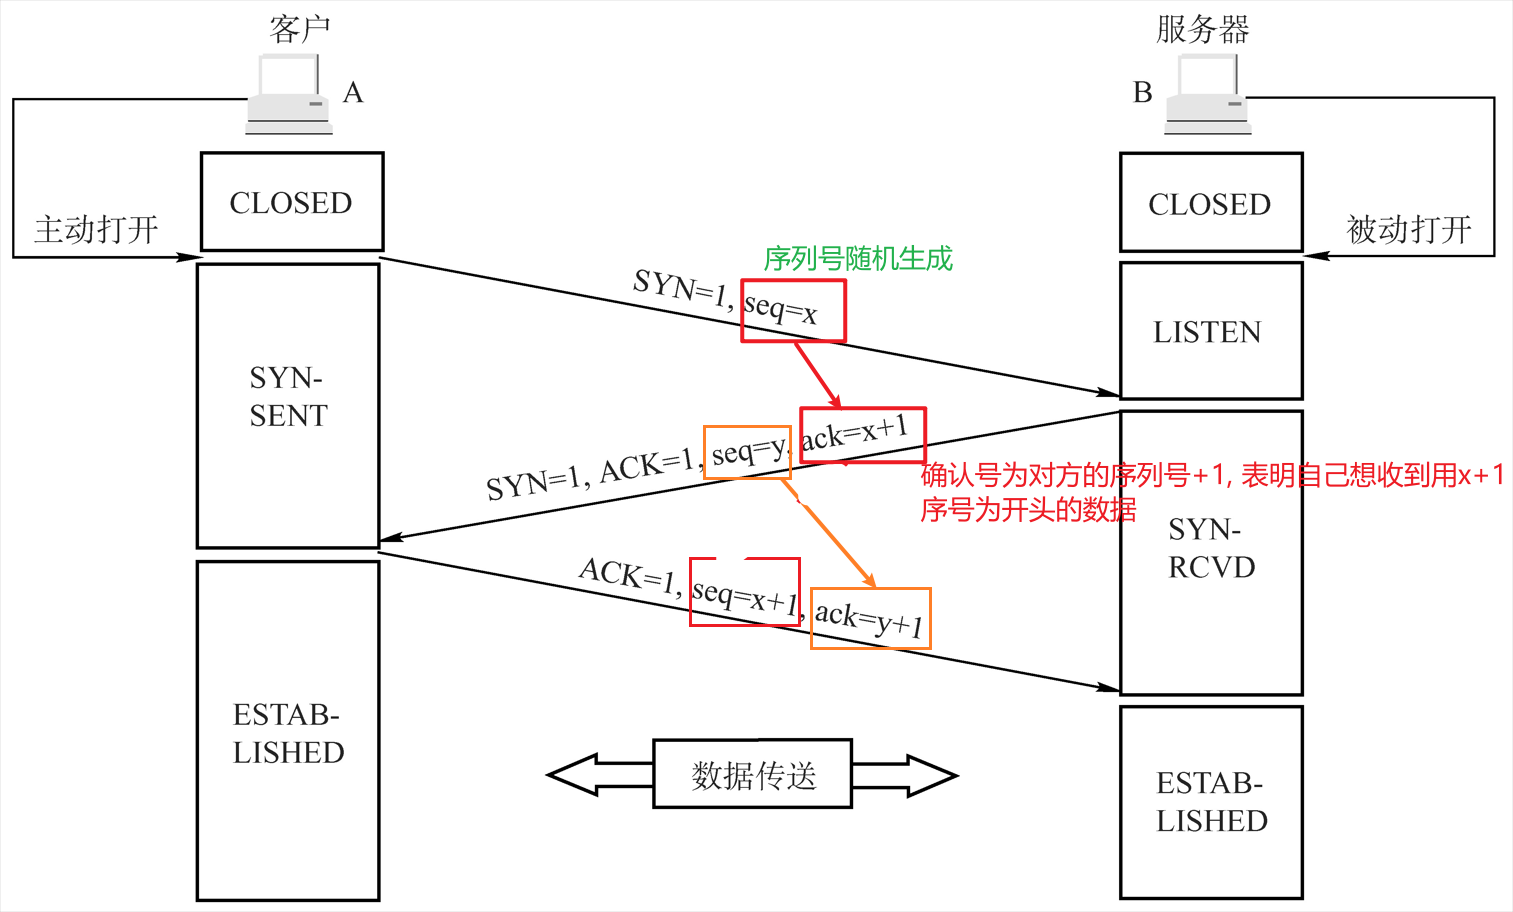 客户
服务器
A
B
CLOSED
CLOSED
主动打开
被动打开
序列号随机生成
SYN=1, seq=x
LISTEN
SYN-
SENT
SYN=1, ACK=1, seq=y, ack=x+1
确认号为对方的序列号+1, 表明自己想收到用x+1
序号为开头的数据
SYN-
RCVD
ACK=1, seq=x+1, ack=y+1
ESTAB-
LISHED
数据传送
ESTAB-
LISHED